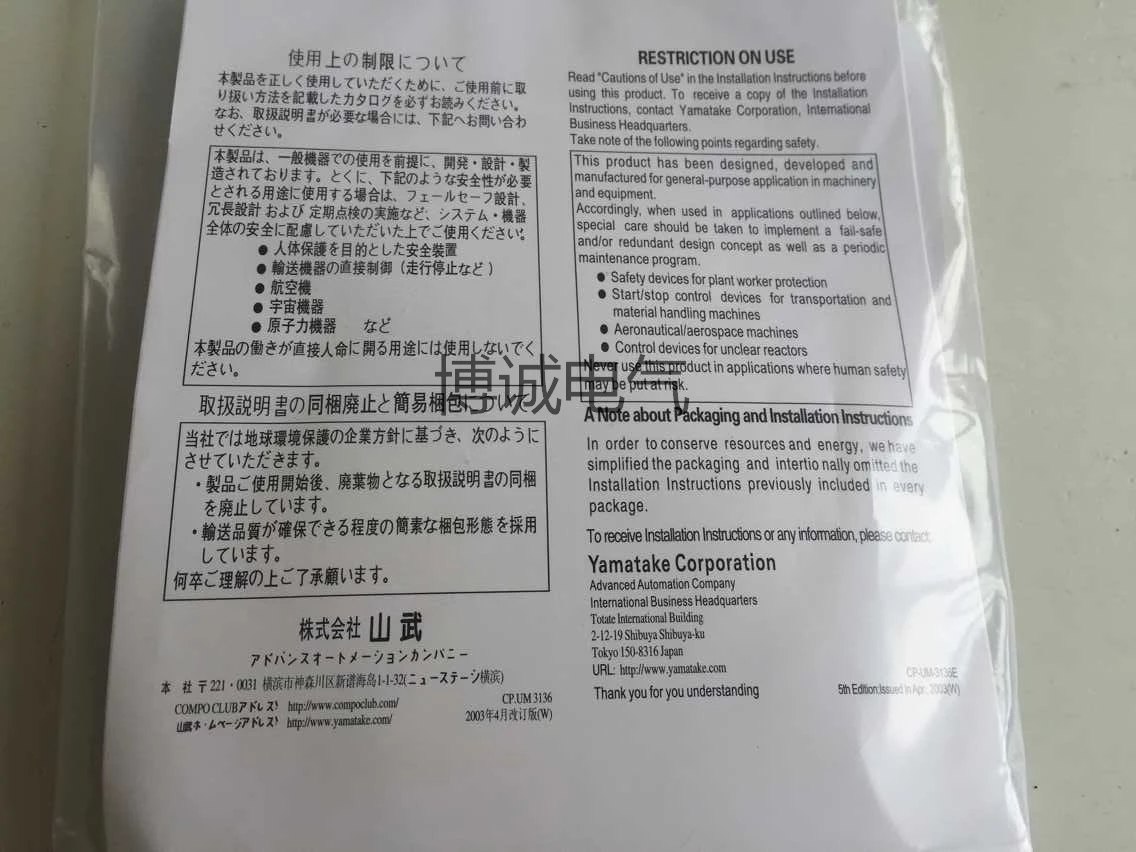 使用上の制限について
本製品を正しく使用していただくために、ご使用前に取
り扱い方法を記載したカタログを必ずお読みください。
なお、取扱説明書が必要な場合には、下記へお問い合わ
せください。
本製品は、一般機器での使用を前提に、開発・設計・製
造されております。とくに、下記のような安全性が必要
とされる用途に使用する場合は、フェールセーフ設計、
冗長設計 および 定期点検の実施など、システム・機器
全体の安全に配慮していただいた上でご使用ください。
● 人体保護を目的とした安全装置
● 輸送機器の直接制御（走行停止など）
● 航空機
● 宇宙機器
● 原子力機器 など
本製品の働きが直接人命に開る用途には使用しないでく
ださい。
取扱説明書の同梱廃止と簡易梱包について
当社では地球環境保護の企業方針に基づき、次のように
させていただきます。
・製品ご使用開始後、廃棄物となる取扱説明書の同梱
を廃止しています。
・輸送品質が確保できる程度の簡素な梱包形態を採用
しています。
何卒ご理解の上ご了承願います。
株式会社 山武
アドバンスオートメーションカンパニー
本 社 〒221・0031 横浜市神森川区新谱海島1-1-32(ニューステージ横浜)
COMPO CLUBアドレス http://www.compoclub.com/
山武ホ・ムページアドレス http://www.yamatake.com/
CP.UM 3136
2003年4月改订版(W)
RESTRICTION ON USE
Read "Cautions of Use" in the Installation Instructions before
using this product. To receive a copy of the Installation
Instructions, contact Yamatake Corporation, International
Business Headquarters.
Take note of the following points regarding safety.
This product has been designed, developed and
manufactured for general-purpose application in machinery
and equipment.
Accordingly, when used in applications outlined below,
special care should be taken to implement a fail-safe
and/or redundant design concept as well as a periodic
maintenance program.
● Safety devices for plant worker protection
● Start/stop control devices for transportation and
material handling machines
● Aeronautical/aerospace machines
● Control devices for unclear reactors
Never use this product in applications where human safety
may be put at risk.
A Note about Packaging and Installation Instructions
In order to conserve resources and energy, we have
simplified the packaging and intertio nally omitted the
Installation Instructions previously included in every
package.
To receive Installation Instructions or any information, please contact:
Yamatake Corporation
Advanced Automation Company
International Business Headquarters
Totate International Building
2-12-19 Shibuya Shibuya-ku
Tokyo 150-8316 Japan
URL: http://www.yamatake.com
Thank you for you understanding
CP-UM-3136E
5th Edition:Issued In Apr. 2003(W)
博诚电气